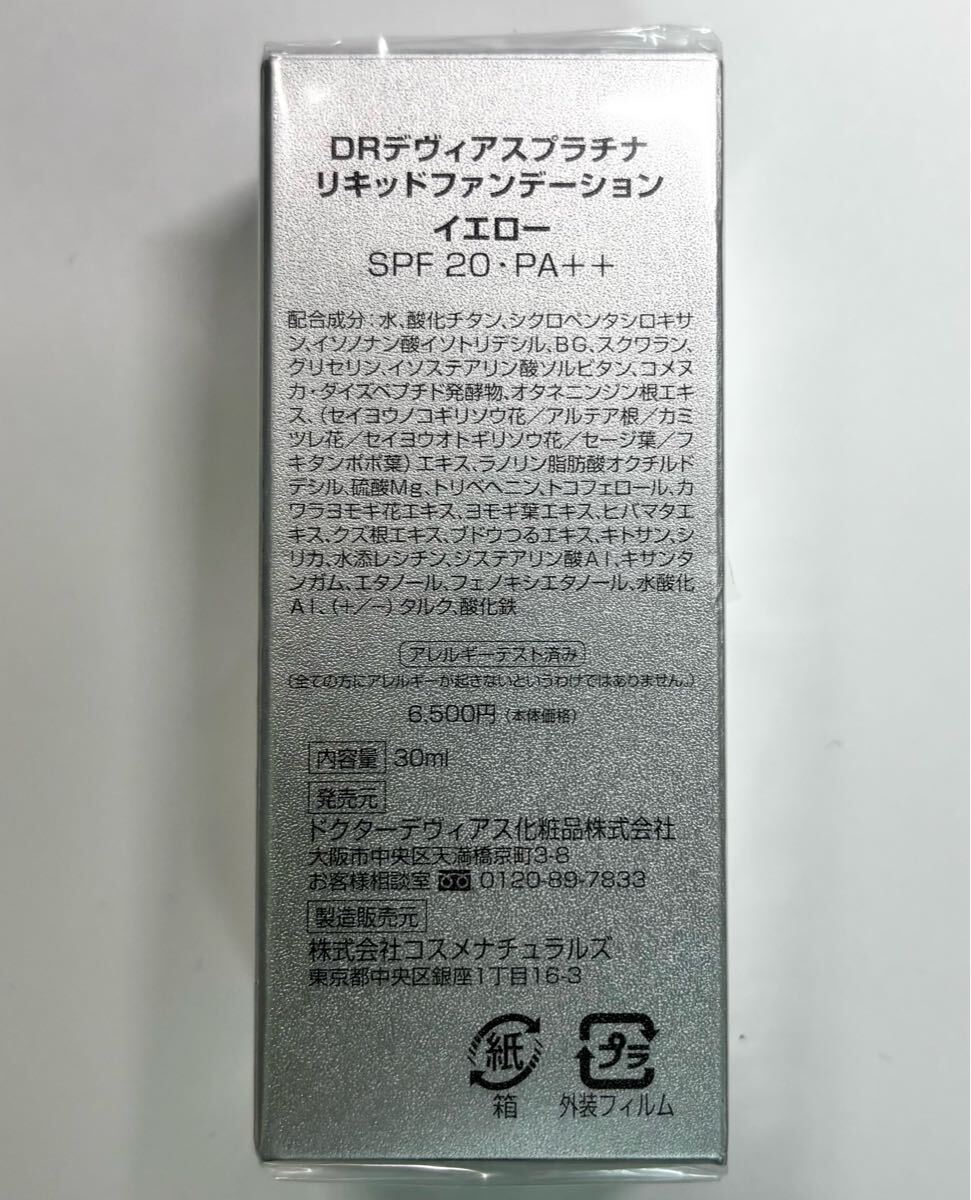 DRデヴィアスプラチナ
リキッドファンデーション
イエロー
SPF 20・PA++
配合成分:水、酸化チタン、シクロペンタシロキサ
ン、イソノナン酸イソトリデシル、BG、スクワラン、
グリセリン、イソステアリン酸ソルビタン、コメヌ
カ・ダイズペプチド発酵物、オタネニンジン根エキ
ス、(セイヨウノコギリソウ花/アルテア根/カミ
ツレ花/セイヨウオトギリソウ花/セージ葉/フ
キタンポポ葉)エキス、ラノリン脂肪酸オクチルド
デシル、硫酸Mg、トリベヘニン、トコフェロール、カ
ワラヨモキ花エキス、ヨモギ葉エキス、ヒバマタエ
キス、クズ根エキス、ブドウつるエキス、キトサン、シ
リカ、水添レシチン、ジステアリン酸Al、キサンタ
ンガム、エタノール、フェノキシエタノール、水酸化
Al、(+/−)タルク、酸化鉄
アレルギーテスト済み
(全ての方にアレルギーが起きないというわけではありません。)
6,500円(本体価格)
内容量 30ml
発売元
ドクターデヴィアス化粧品株式会社
大阪市中央区天満橋京町3-8
お客様相談室 0120-89-7833
製造販売元
株式会社コスメナチュラルズ
東京都中央区銀座1丁目16-3
紙 プラ
箱 外装フィルム